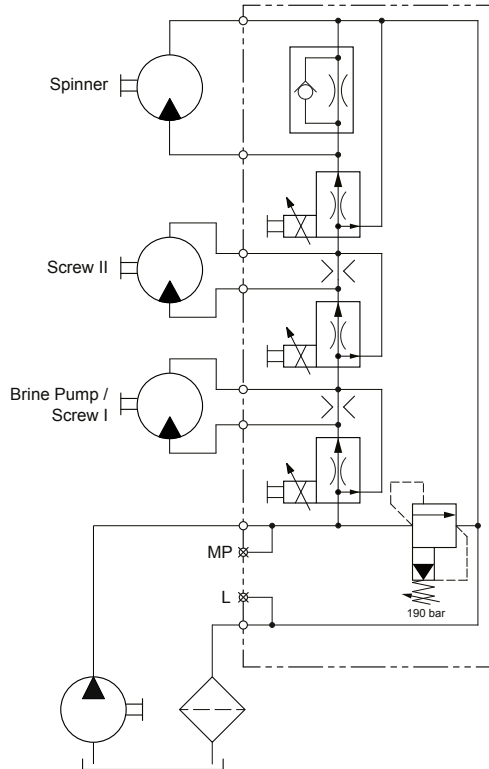 Spinner
Screw II
Brine Pump /
Screw I
MP
L
190 bar